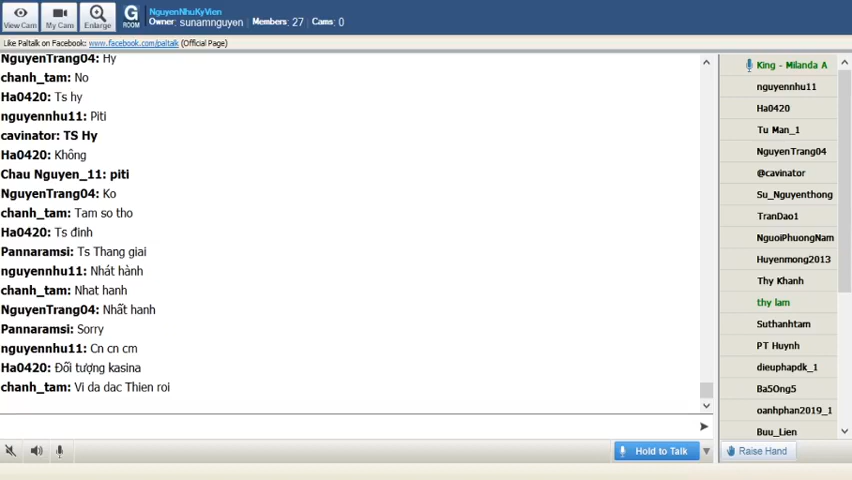 NguyenNhuKyVien
Owner: sunamnguyen Members: 27 Cams: 0
View Cam My Cam Enlarge G ROOM
Like Paltalk on Facebook: www.facebook.com/paltalk (Official Page)
NguyenTrang04: Hy
chanh_tam: No
Ha0420: Ts hy
nguyennhu11: Piti
cavinator: TS Hy
Ha0420: Không
Chau Nguyen_11: piti
NguyenTrang04: Ko
chanh_tam: Tam so tho
Ha0420: Ts đinh
Pannaramsi: Ts Thang giai
nguyennhu11: Nhát hành
chanh_tam: Nhat hanh
NguyenTrang04: Nhất hanh
Pannaramsi: Sorry
nguyennhu11: Cn cn cm
Ha0420: Đối tượng kasina
chanh_tam: Vi da dac Thien roi
King - Milanda A
nguyennhu11
Ha0420
Tu Man_1
NguyenTrang04
@cavinator
Su_Nguyenthong
TranDao1
NguoiPhuongNam
Huyenmong2013
Thy Khanh
thy lam
Suthanhtam
PT Huynh
dieuphapdk_1
Ba5Ong5
oanhphan2019_1
Buu_Lien
Hold to Talk
Raise Hand